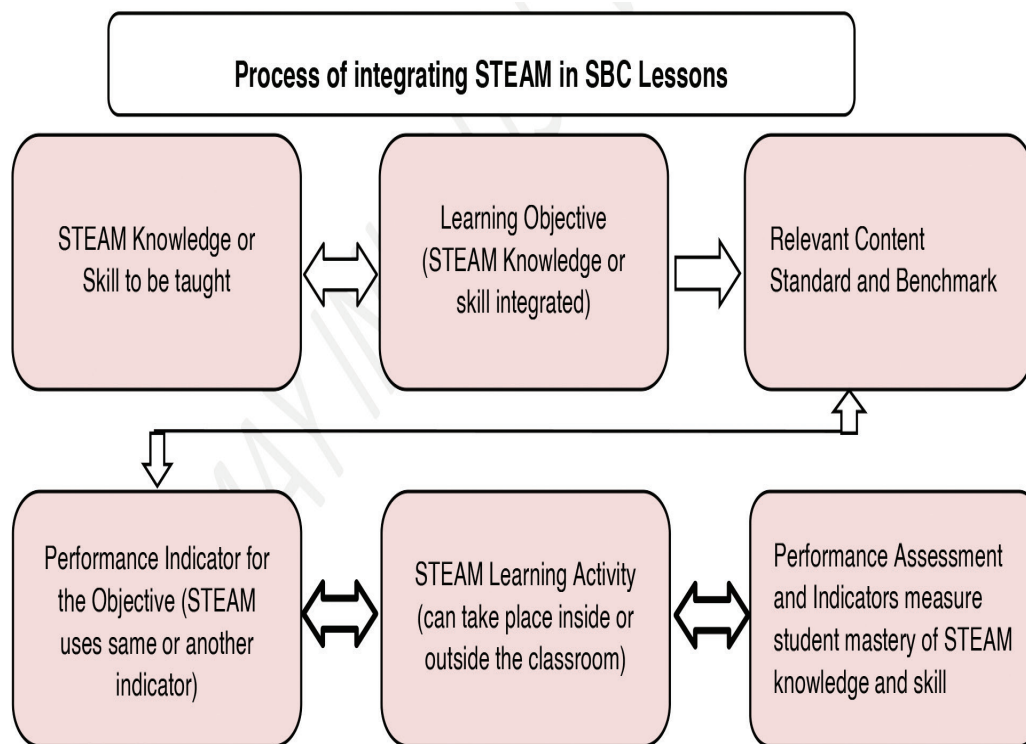 Process of integrating STEAM in SBC Lessons
STEAM Knowledge or
Skill to be taught
Learning Objective
(STEAM Knowledge or
skill integrated)
Relevant Content
Standard and Benchmark
Performance Indicator for
the Objective (STEAM
uses same or another
indicator)
STEAM Learning Activity
(can take place inside or
outside the classroom)
Performance Assessment
and Indicators measure
student mastery of STEAM
knowledge and skill